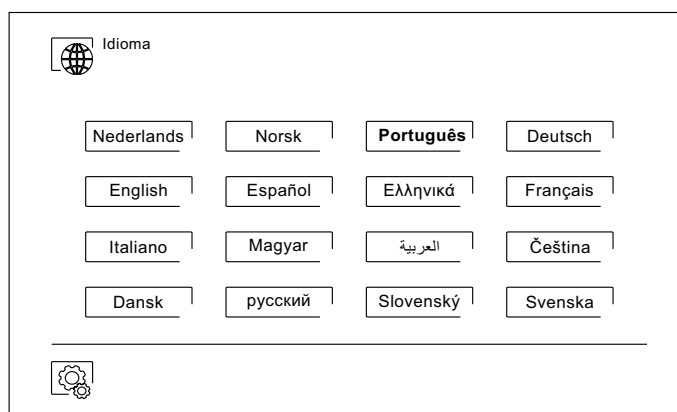 Idioma
Nederlands Norsk Português Deutsch
English Español Ελληνικά Français
Italiano Magyar العربية Čeština
Dansk русский Slovenský Svenska